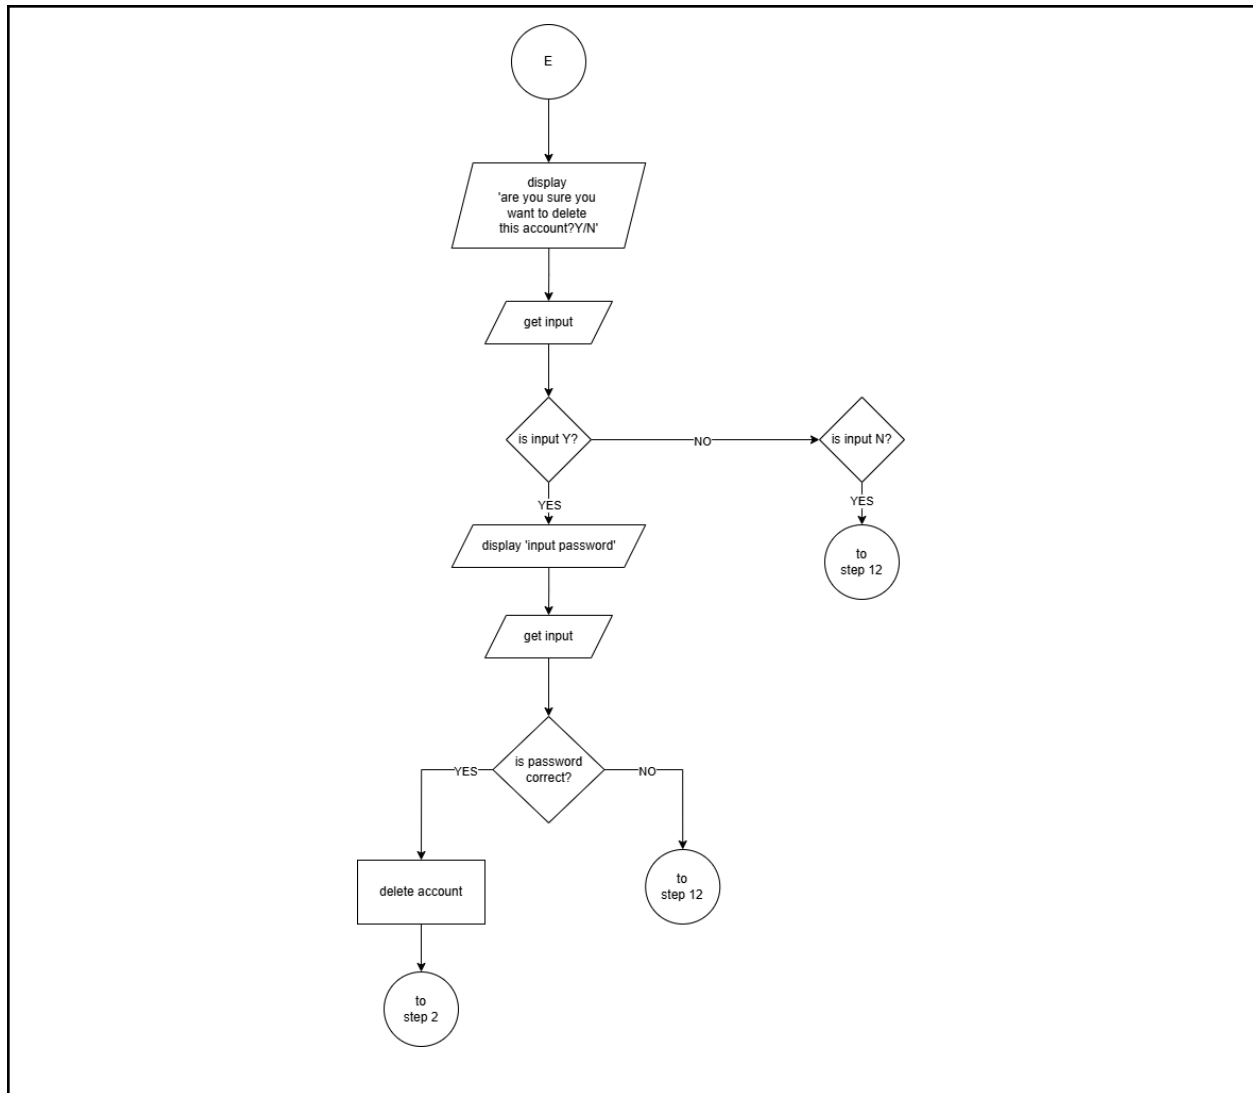 E
display
'are you sure you
want to delete
this account?Y/N'
get input
is input Y?
NO
is input N?
YES
YES
display 'input password'
to
step 12
get input
is password
correct?
YES
NO
delete account
to
step 12
to
step 2